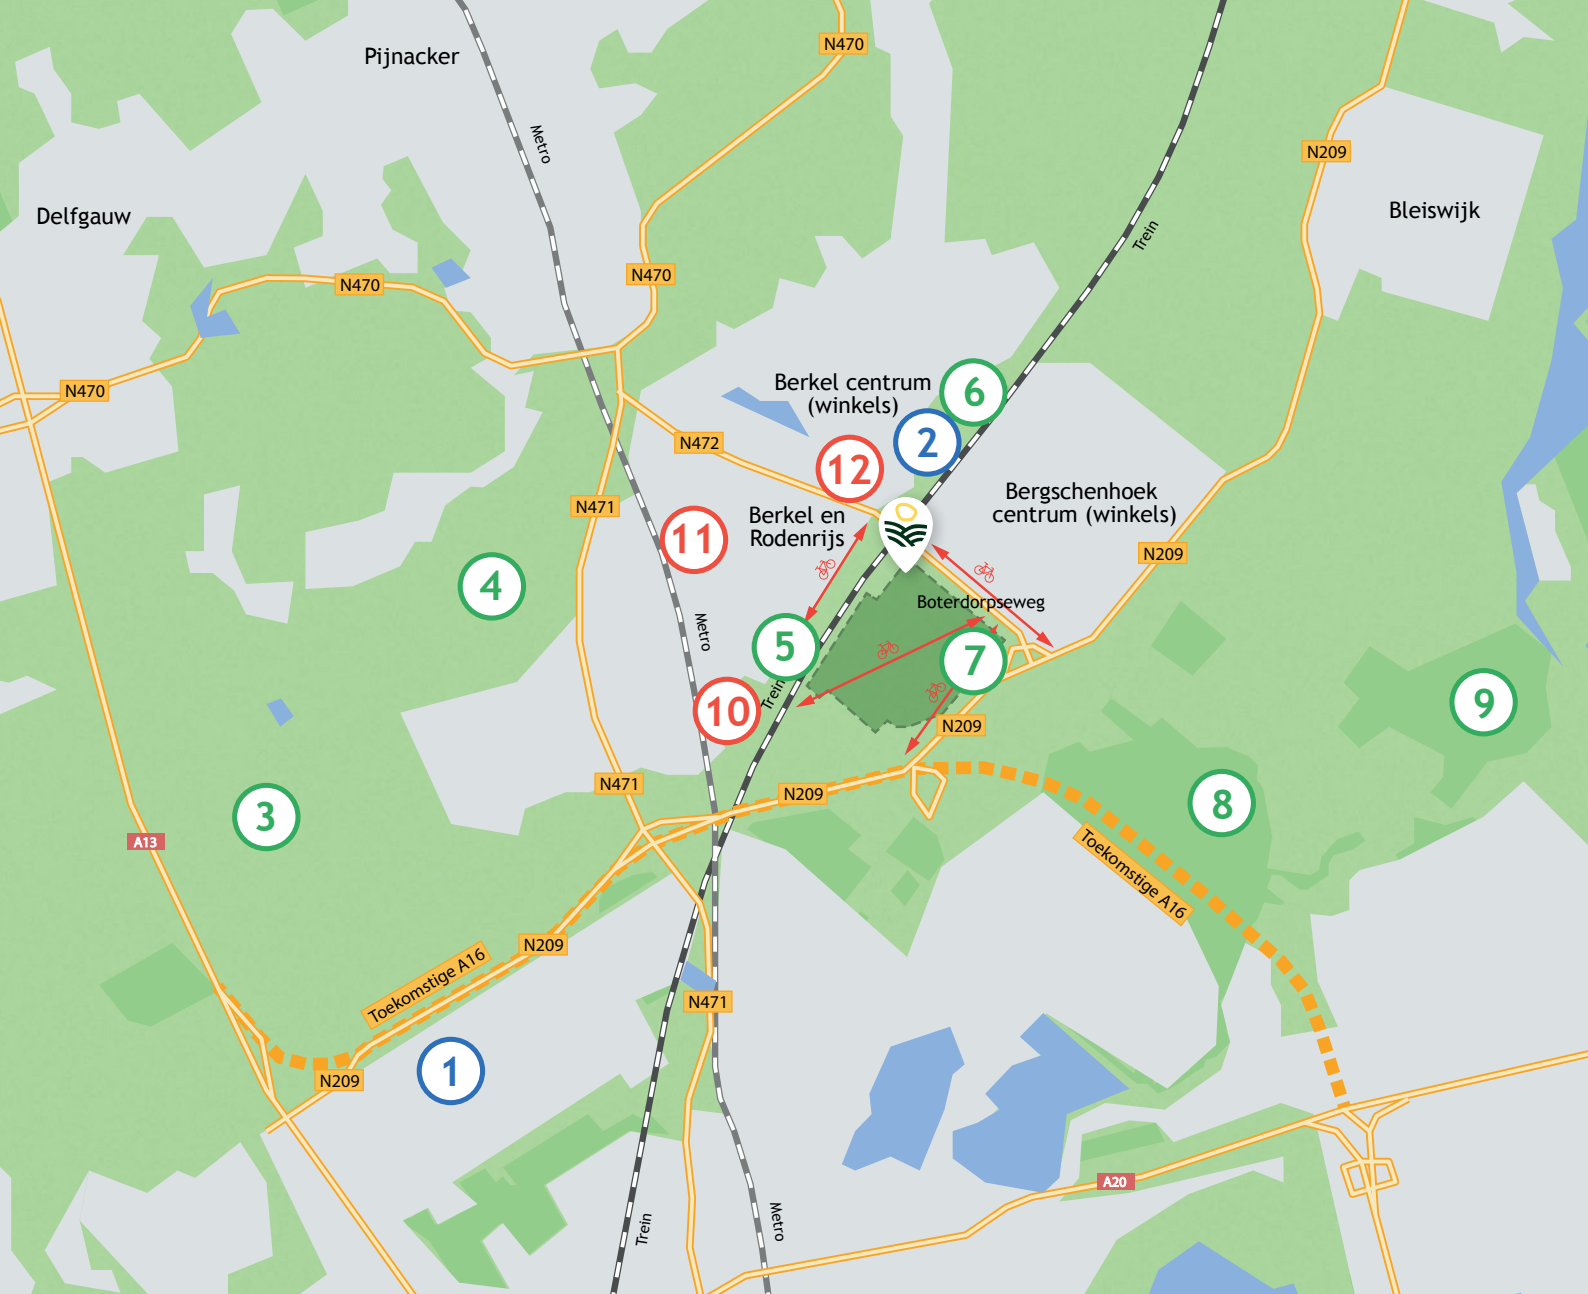 Pijnacker
N470
Metro
N209
Delfgauw
Bleiswijk
Trein
N470
N470
N470
Berkel centrum
(winkels)
6
2
N472
12
N471
Bergschenhoek
centrum (winkels)
Berkel en
Rodenrijs
11
N209
4
Boterdorpseweg
Metro
5
7
Trein
10
9
N209
N471
N209
8
3
A13
Toekomstige A16
N209
Toekomstige A16
N471
1
N209
A20
Trein
Metro